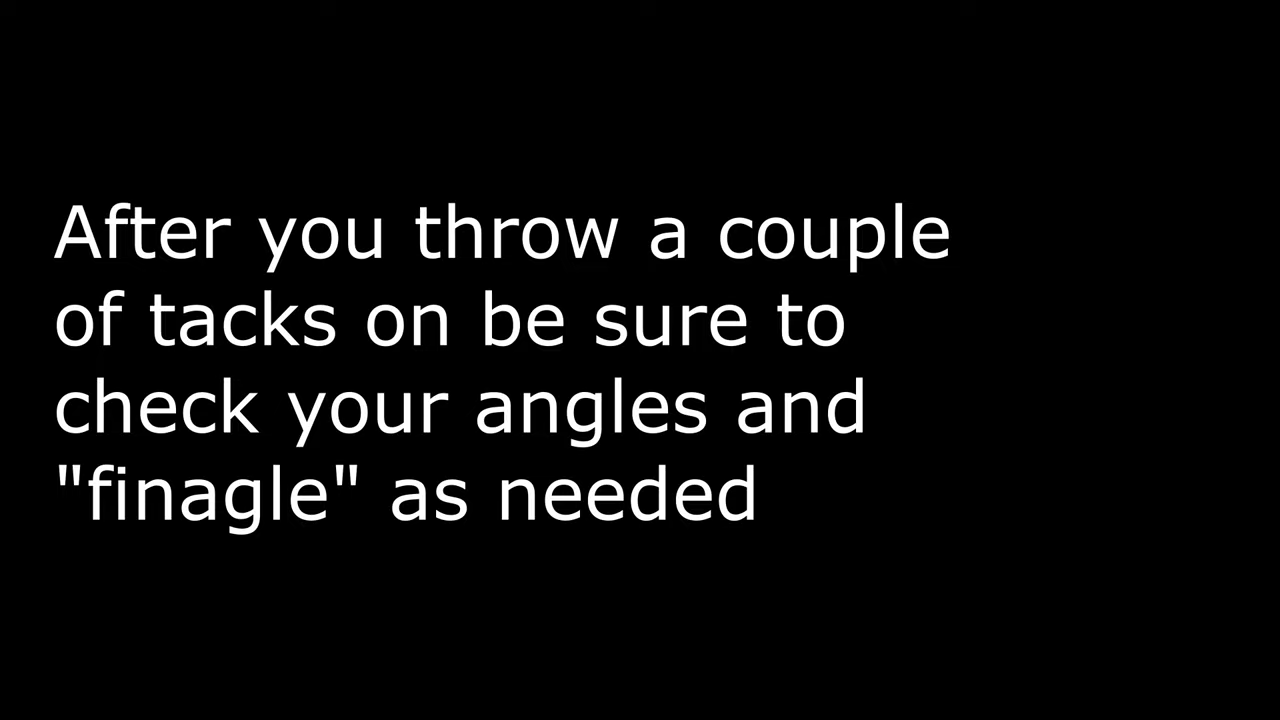 After you throw a couple
of tacks on be sure to
check your angles and
"finagle" as needed